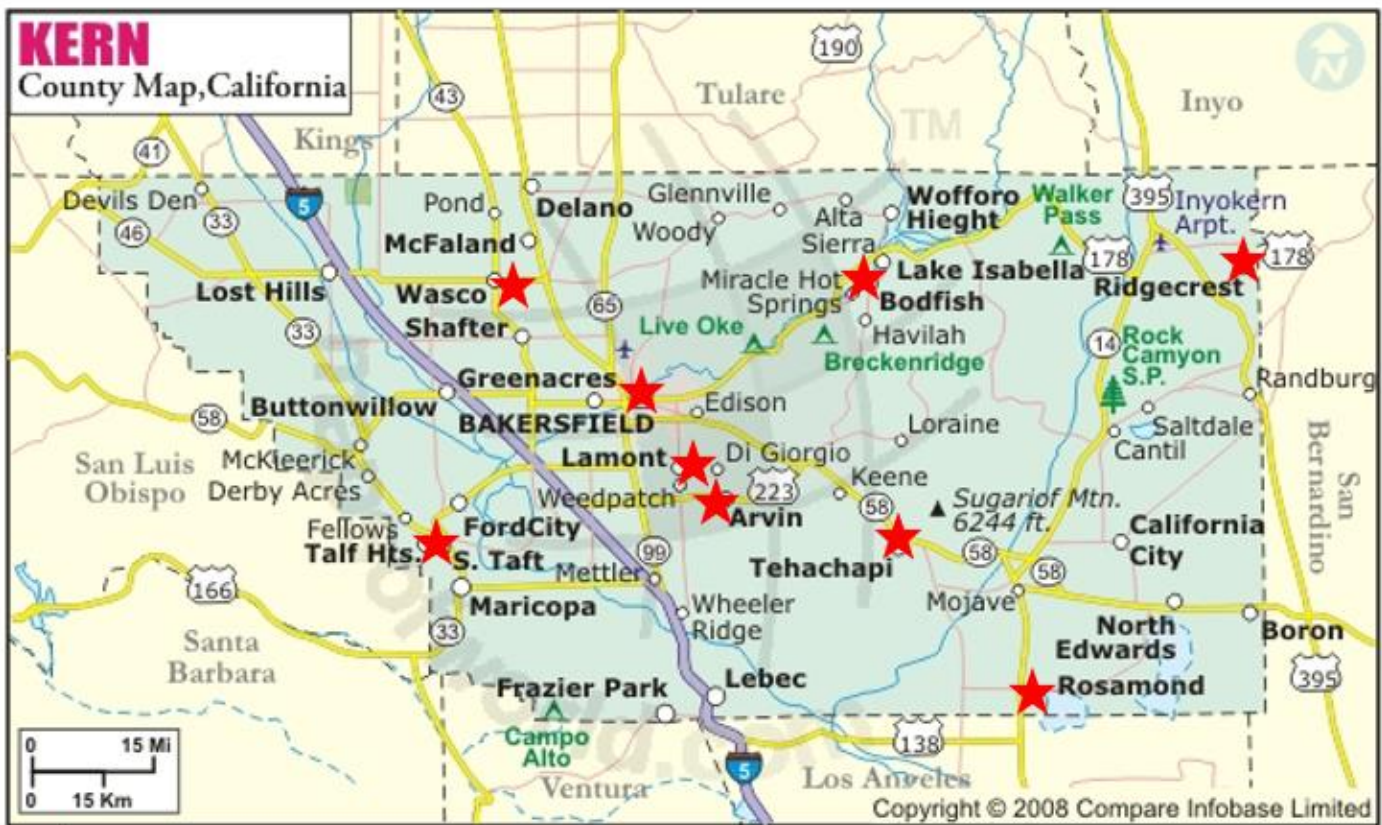 KERN
County Map,California
190
Tulare
Inyo
N
TM
43
Kings
41
5
Devils Den
33
46
Pond
Delano
Glennville
Woody
Alta
Sierra
Wofforo
Hieght
Walker
Pass
395
Inyokern
Arpt.
McFaland
Lost Hills
Wasco
65
Miracle Hot
Springs
Lake Isabella
Bodfish
178
Ridgecrest
178
Shafter
33
Live Oke
Havilah
Breckenridge
14
Rock
Camyon
S.P.
Greenacres
Randburg
Buttonwillow
BAKERSFIELD
Edison
58
Loraine
Saltdale
Cantil
San Luis
Obispo
McKleerick
Derby Acres
Lamont
Di Giorgio
Weedpatch
223
Keene
Arvin
58
Sugariof Mtn.
6244 ft.
San
Bernardino
Fellows
FordCity
Talf Hts.
S. Taft
99
Tehachapi
58
58
California
City
166
Mettler
Maricopa
Mojave
Wheeler
Ridge
33
North
Edwards
Boron
Santa
Barbara
395
Frazier Park
Lebec
Rosamond
Campo
Alto
138
5
Ventura
Los Angeles
0 15 Mi
0 15 Km
Copyright © 2008 Compare Infobase Limited